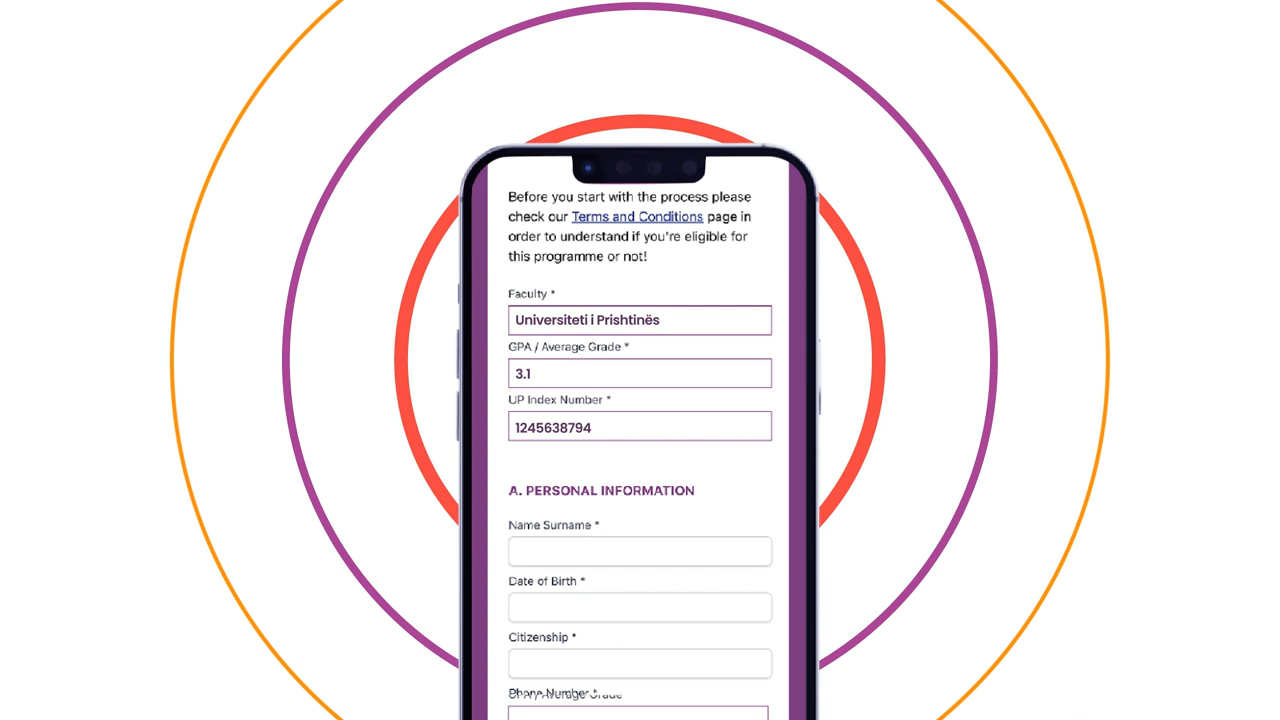 Before you start with the process please
check our Terms and Conditions page in
order to understand if you're eligible for
this programme or not!
Faculty *
Universiteti i Prishtinës
GPA / Average Grade *
3.1
UP Index Number *
1245638794
A. PERSONAL INFORMATION
Name Surname *
Date of Birth *
Citizenship *
Phone Number *